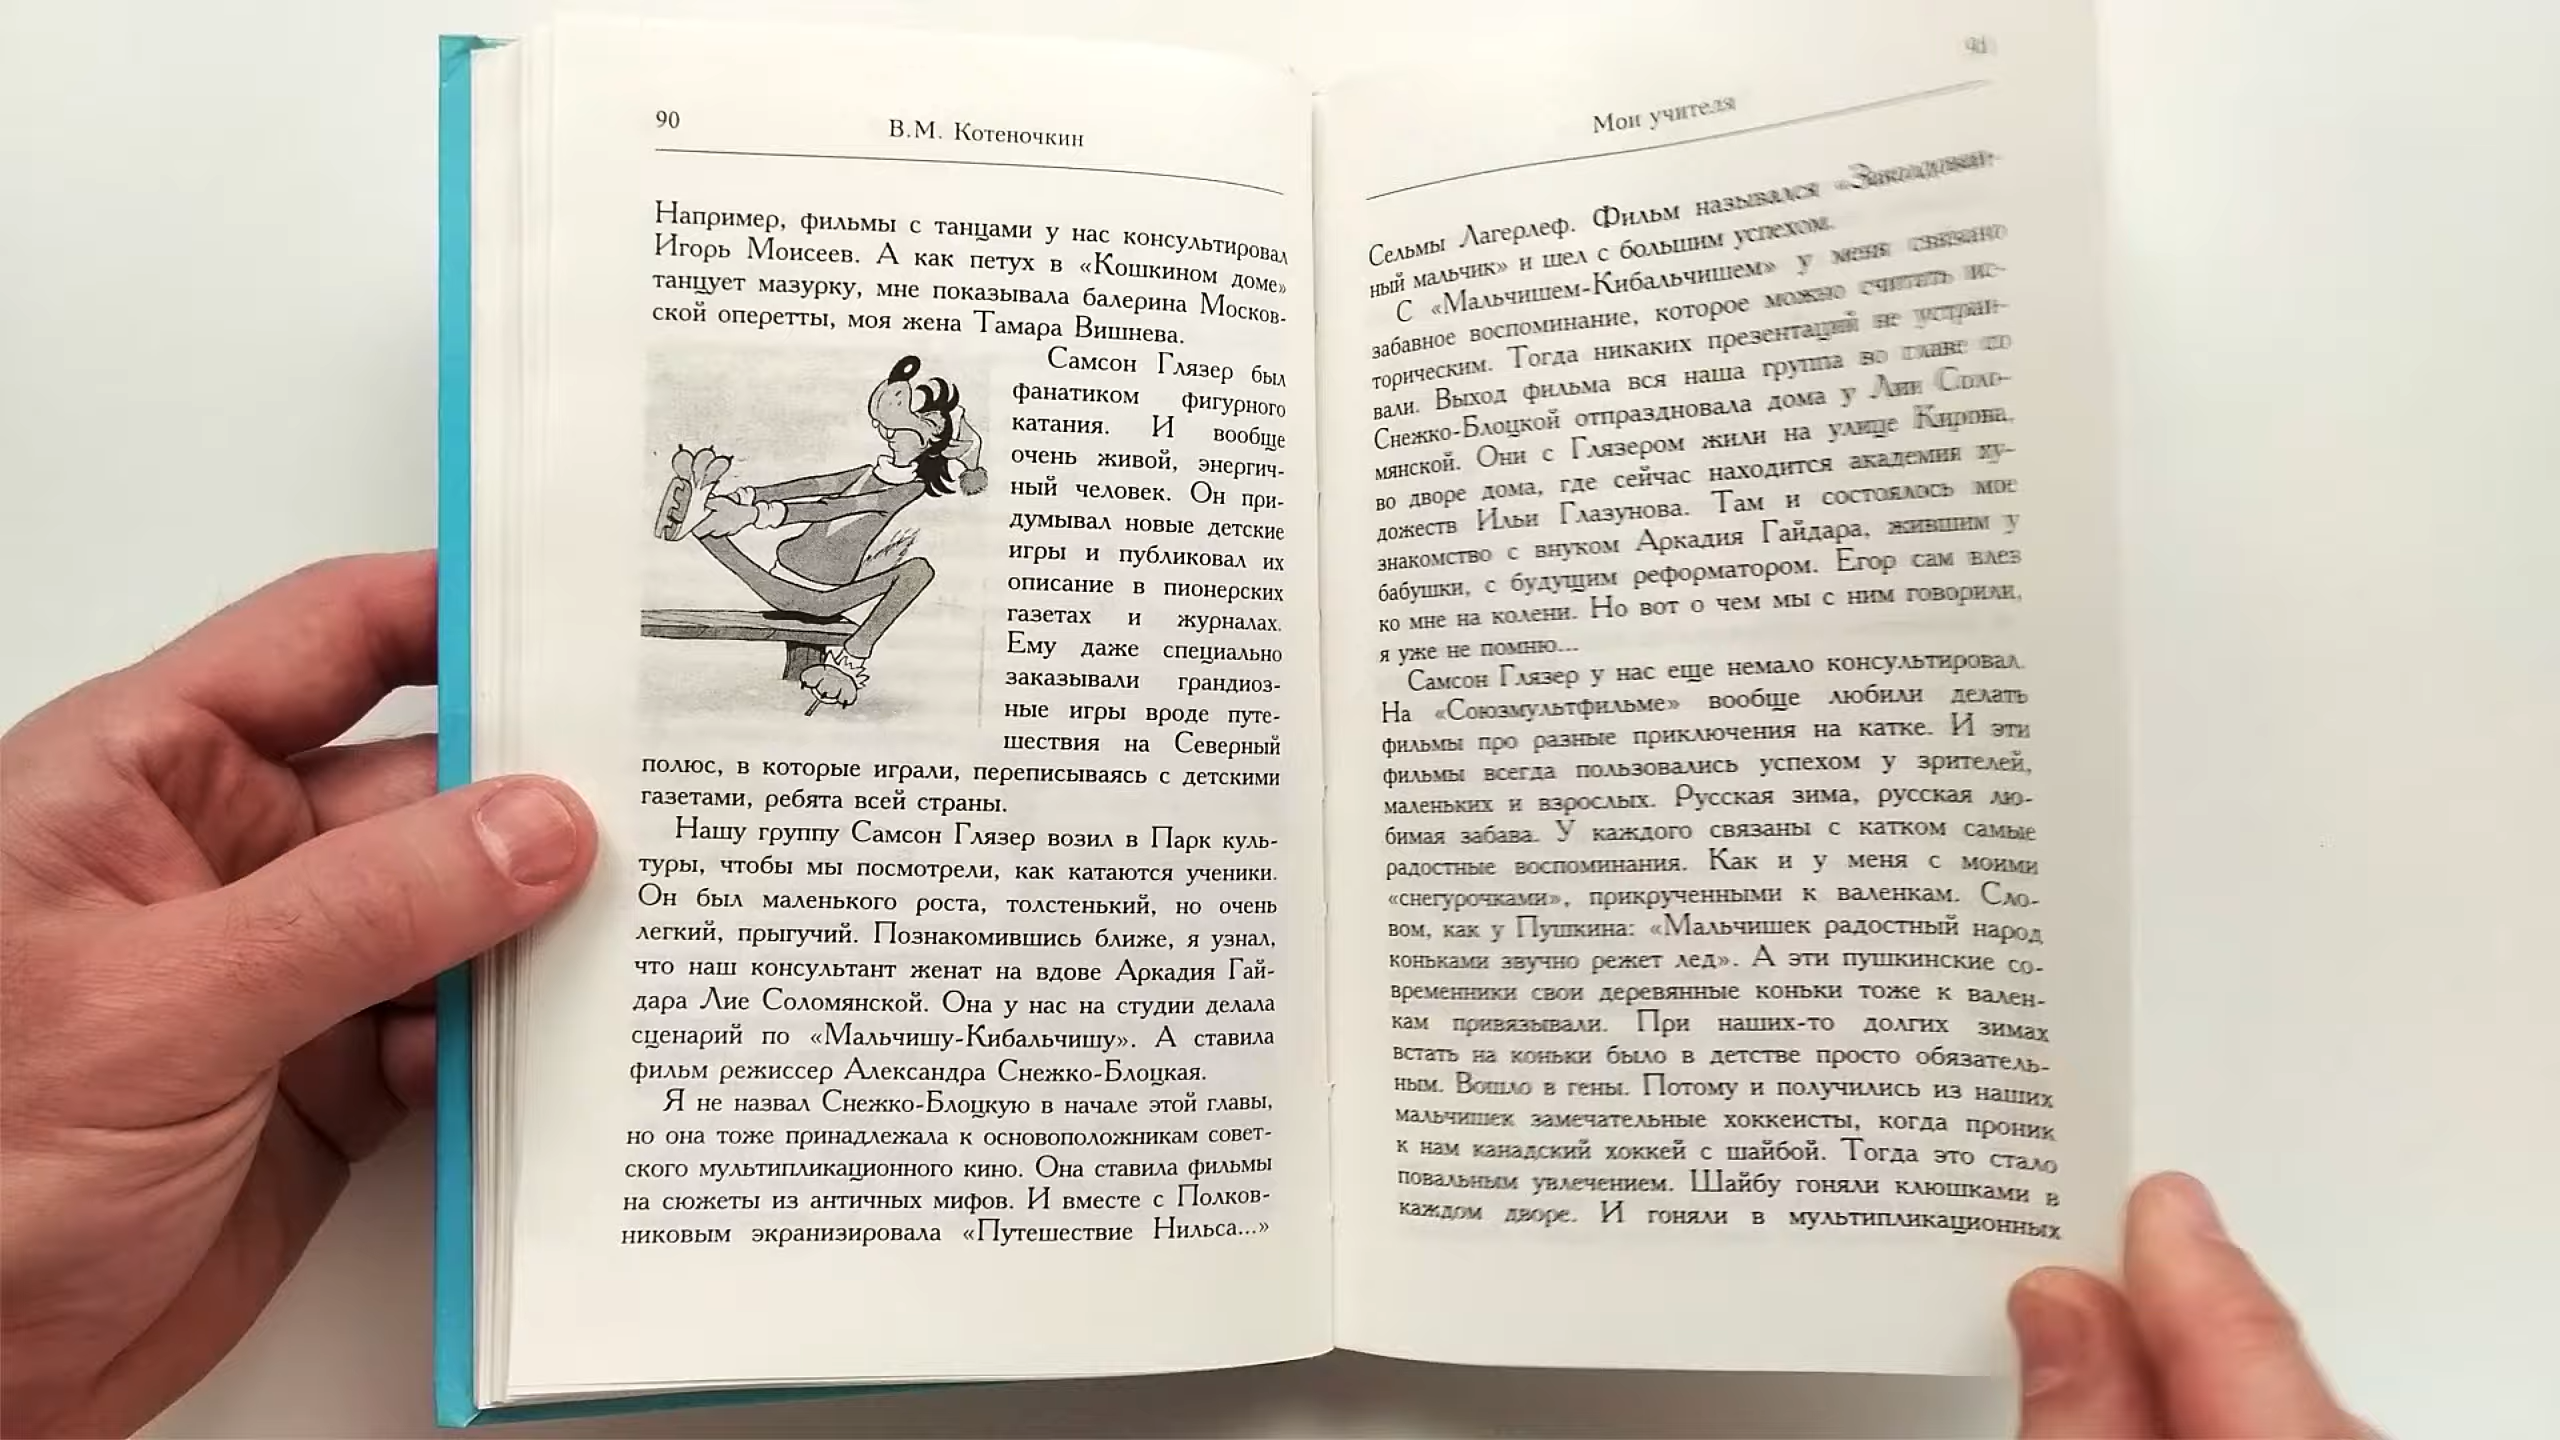 90
В.М. Котеночкин
Например, фильмы с танцами у нас консультировал
Игорь Моисеев. А как петух в «Кошкином доме»
танцует мазурку, мне показывала балерина Москов-
ской оперетты, моя жена Тамара Вишнева.
Самсон Глязер был
фанатиком фигурного
катания. И вообще
очень живой, энергич-
ный человек. Он при-
думывал новые детские
игры и публиковал их
описание в пионерских
газетах и журналах.
Ему даже специально
заказывали грандиоз-
ные игры вроде путе-
шествия на Северный
полюс, в которые играли, переписываясь с детскими
газетами, ребята всей страны.
Нашу группу Самсон Глязер возил в Парк куль-
туры, чтобы мы посмотрели, как катаются ученики.
Он был маленького роста, толстенький, но очень
легкий, прыгучий. Познакомившись ближе, я узнал,
что наш консультант женат на вдове Аркадия Гай-
дара Лие Соломянской. Она у нас на студии делала
сценарий по «Мальчишу-Кибальчишу». А ставила
фильм режиссер Александра Снежко-Блоцкая.
Я не назвал Снежко-Блоцкую в начале этой главы,
но она тоже принадлежала к основоположникам совет-
ского мультипликационного кино. Она ставила фильмы
на сюжеты из античных мифов. И вместе с Полков-
никовым экранизировала «Путешествие Нильса...»
91
Мои учителя
Сельмы Лагерлеф. Фильм назывался «Заколдован-
ный мальчик» и шел с большим успехом.
С «Мальчишем-Кибальчишем» у меня связано
забавное воспоминание, которое можно считать ис-
торическим. Тогда никаких презентаций не устраи-
вали. Выход фильма вся наша группа во главе со
Снежко-Блоцкой отпраздновала дома у Лии Соло-
мянской. Они с Глязером жили на улице Кирова,
во дворе дома, где сейчас находится академия ху-
дожеств Ильи Глазунова. Там и состоялось мое
знакомство с внуком Аркадия Гайдара, жившим у
бабушки, с будущим реформатором. Егор сам влез
ко мне на колени. Но вот о чем мы с ним говорили,
я уже не помню...
Самсон Глязер у нас еще немало консультировал.
На «Союзмультфильме» вообще любили делать
фильмы про разные приключения на катке. И эти
фильмы всегда пользовались успехом у зрителей,
маленьких и взрослых. Русская зима, русская лю-
бимая забава. У каждого связаны с катком самые
радостные воспоминания. Как и у меня с моими
«снегурочками», прикрученными к валенкам. Сло-
вом, как у Пушкина: «Мальчишек радостный народ
коньками звучно режет лед». А эти пушкинские со-
временники свои деревянные коньки тоже к вален-
кам привязывали. При наших-то долгих зимах
встать на коньки было в детстве просто обязатель-
ным. Вошло в гены. Потому и получились из наших
мальчишек замечательные хоккеисты, когда проник
к нам канадский хоккей с шайбой. Тогда это стало
повальным увлечением. Шайбу гоняли клюшками в
каждом дворе. И гоняли в мультипликационных